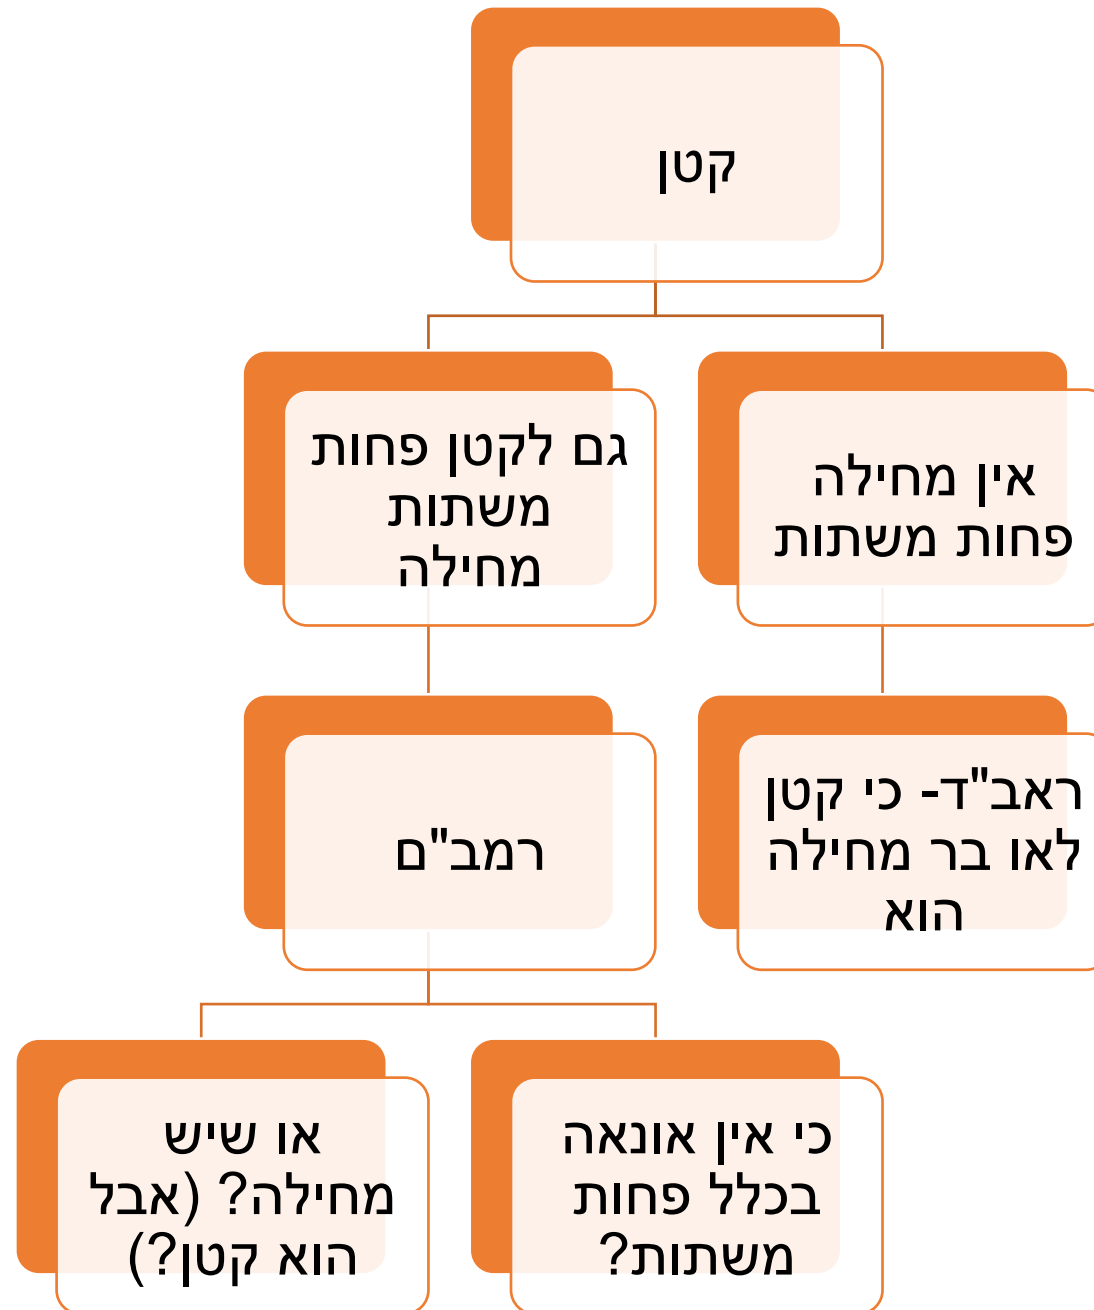 קטן
אין מחילה
פחות משתות
גם לקטן פחות
משתות
מחילה
ראב"ד- כי קטן
לאו בר מחילה
הוא
רמב"ם
כי אין אונאה
בכלל פחות
משתות?
או שיש
מחילה? (אבל
הוא קטן?)